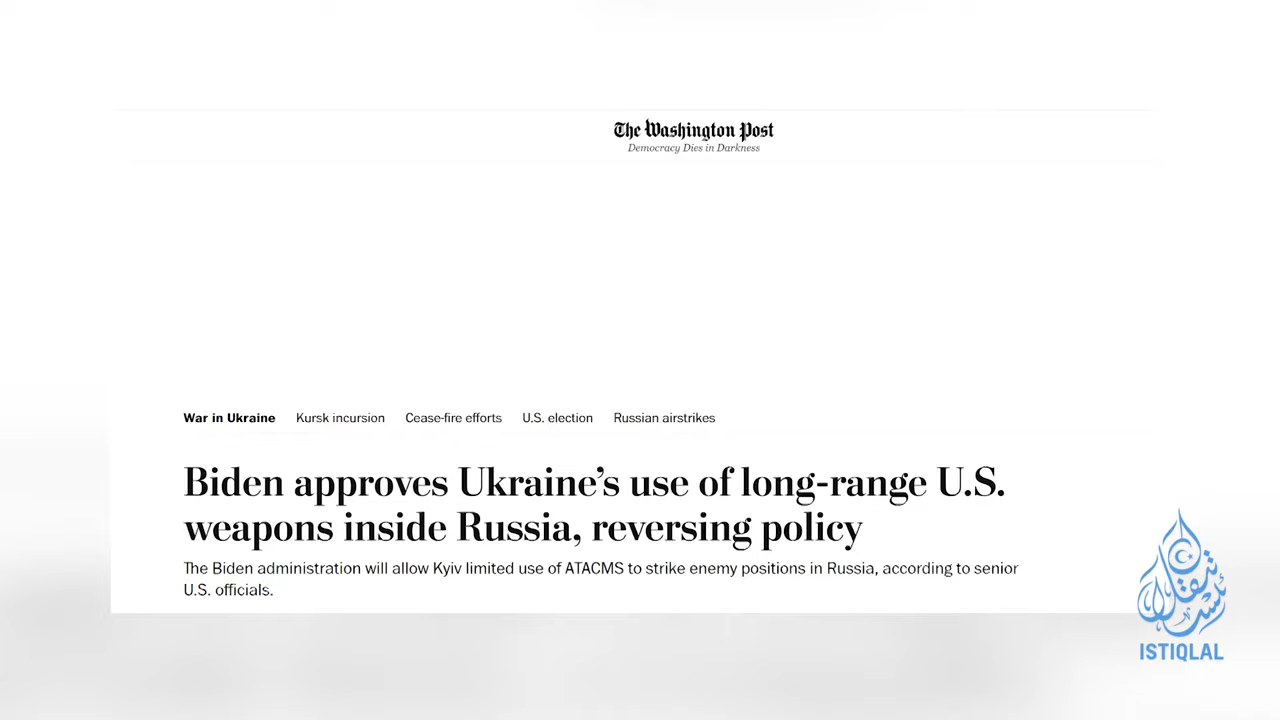 The Washington Post
Democracy Dies in Darkness
War in Ukraine Kursk incursion Cease-fire efforts U.S. election Russian airstrikes
Biden approves Ukraine’s use of long-range U.S.
weapons inside Russia, reversing policy
The Biden administration will allow Kyiv limited use of ATACMS to strike enemy positions in Russia, according to senior
U.S. officials.
ISTIQLAL